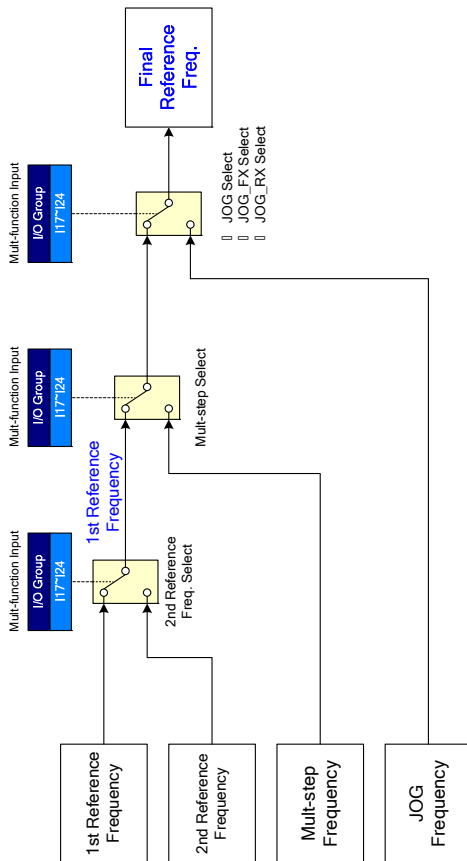 Mult-function Input
I/O Group
I17~I24
Mult-function Input
I/O Group
I17~I24
Mult-function Input
I/O Group
I17~I24
1st Reference
Frequency
2nd Reference
Frequency
Mult-step
Frequency
JOG
Frequency
2nd Reference
Freq. Select
1st Reference
Frequency
Mult-step Select
JOG Select
JOG_FX Select
JOG_RX Select
Final
Reference
Freq.